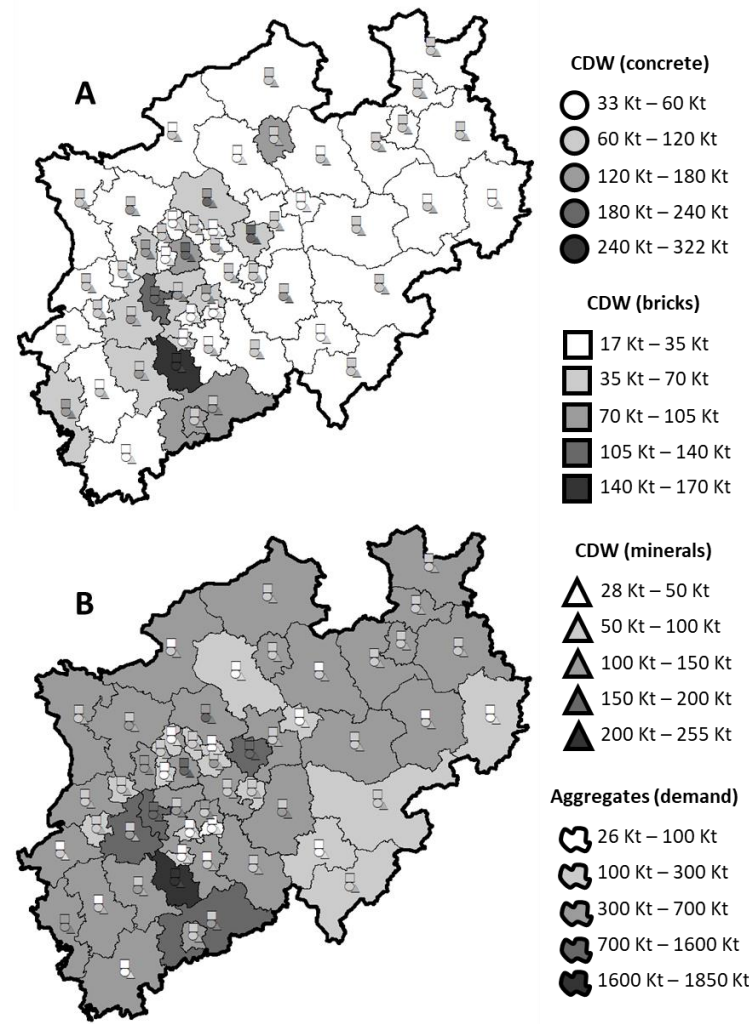 A
B
CDW (concrete)
33 Kt – 60 Kt
60 Kt – 120 Kt
120 Kt – 180 Kt
180 Kt – 240 Kt
240 Kt – 322 Kt
CDW (bricks)
17 Kt – 35 Kt
35 Kt – 70 Kt
70 Kt – 105 Kt
105 Kt – 140 Kt
140 Kt – 170 Kt
CDW (minerals)
28 Kt – 50 Kt
50 Kt – 100 Kt
100 Kt – 150 Kt
150 Kt – 200 Kt
200 Kt – 255 Kt
Aggregates (demand)
26 Kt – 100 Kt
100 Kt – 300 Kt
300 Kt – 700 Kt
700 Kt – 1600 Kt
1600 Kt – 1850 Kt